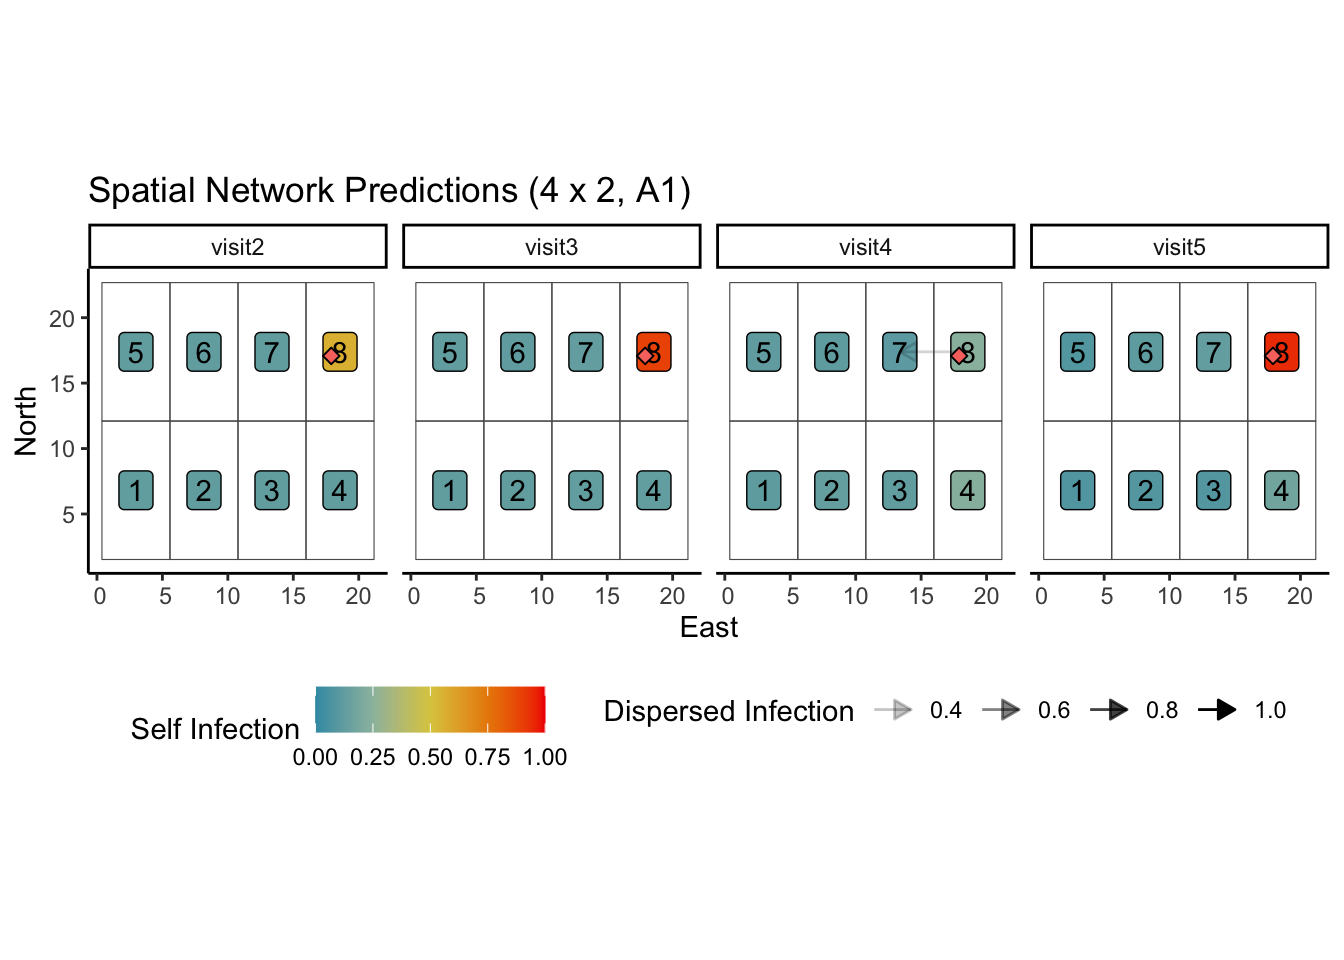 Spatial Network Predictions (4 x 2, A1)
visit2 visit3 visit4 visit5
20 5 6 7 8 5 6 7 8 5 6 7 8 5 6 7 8
15
North
10
1 2 3 4 1 2 3 4 1 2 3 4 1 2 3 4
5
0 5 10 15 20 0 5 10 15 20 0 5 10 15 20 0 5 10 15 20
East
Self Infection
0.00 0.25 0.50 0.75 1.00
Dispersed Infection 0.4 0.6 0.8 1.0